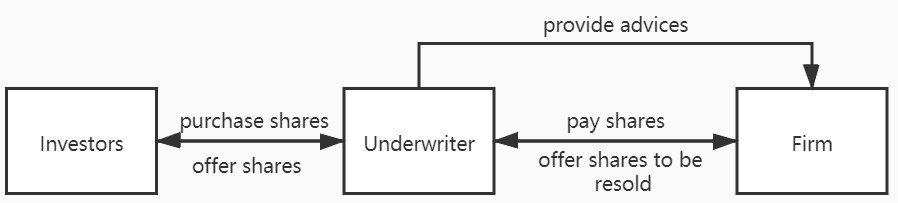 provide advices
purchase shares
pay shares
Investors
Underwriter
Firm
offer shares
offer shares to be
resold